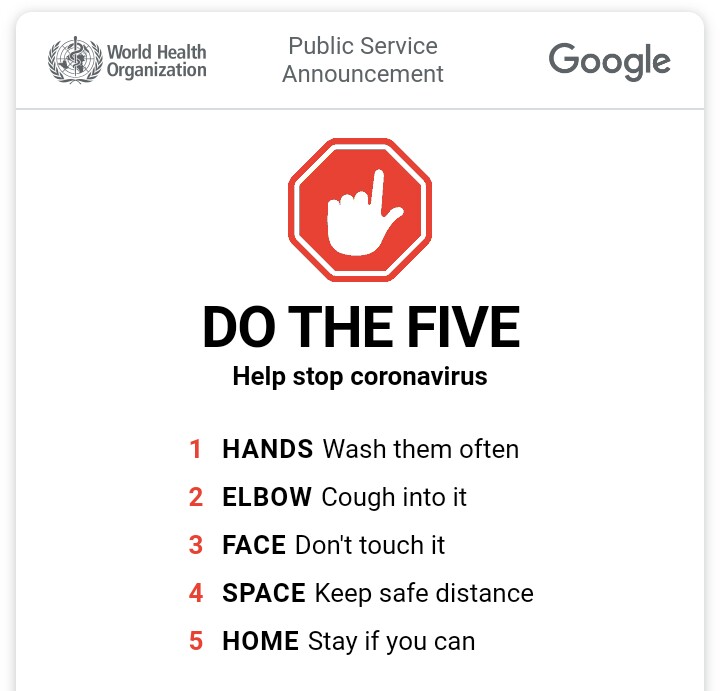 World Health
Organization
Public Service
Announcement
Google
DO THE FIVE
Help stop coronavirus
1 HANDS Wash them often
2 ELBOW Cough into it
3 FACE Don't touch it
4 SPACE Keep safe distance
5 HOME Stay if you can